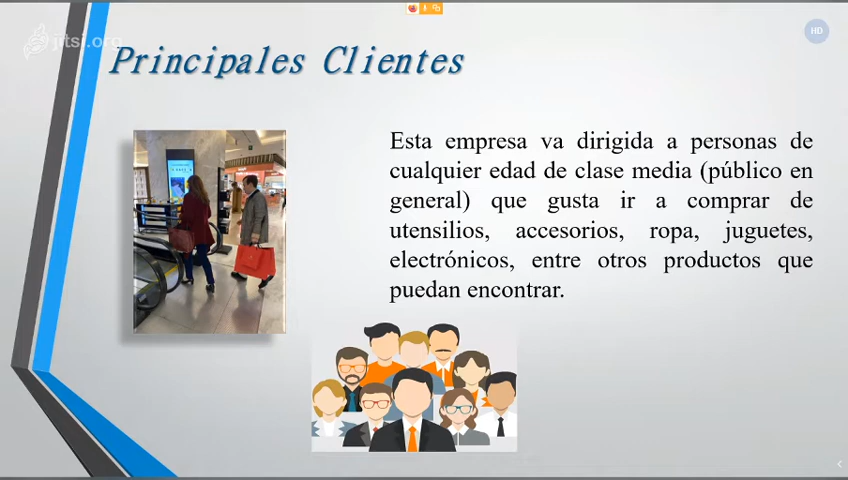 jitsi.org
HD
Principales Clientes
Esta empresa va dirigida a personas de
cualquier edad de clase media (público en
general) que gusta ir a comprar de
utensilios, accesorios, ropa, juguetes,
electrónicos, entre otros productos que
puedan encontrar.